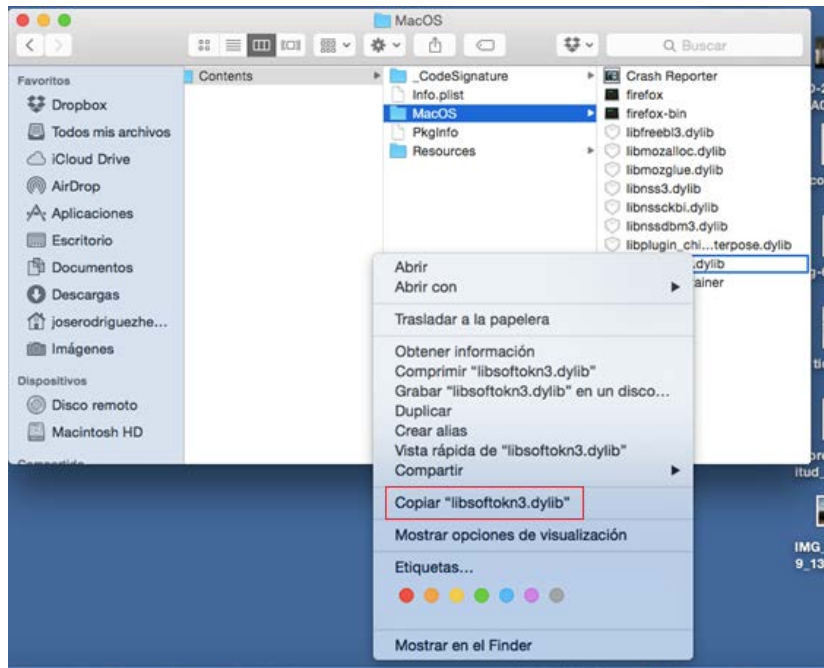 MacOS
Buscar
Favoritos
Dropbox
Todos mis archivos
iCloud Drive
AirDrop
Aplicaciones
Escritorio
Documentos
Descargas
joserodriguezhe...
Imágenes
Dispositivos
Disco remoto
Macintosh HD
Compartido
Contents
_CodeSignature
Info.plist
MacOS
PkgInfo
Resources
Crash Reporter
firefox
firefox-bin
libfreebl3.dylib
libmozalloc.dylib
libmozglue.dylib
libnss3.dylib
libnssckbi.dylib
libnssdbm3.dylib
libplugin_chi...terpose.dylib
.dylib
ainer
Abrir
Abrir con
Trasladar a la papelera
Obtener información
Comprimir "libsoftokn3.dylib"
Grabar "libsoftokn3.dylib" en un disco...
Duplicar
Crear alias
Vista rápida de "libsoftokn3.dylib"
Compartir
Copiar "libsoftokn3.dylib"
Mostrar opciones de visualización
Etiquetas...
Mostrar en el Finder
itud_
IMG_
9_13